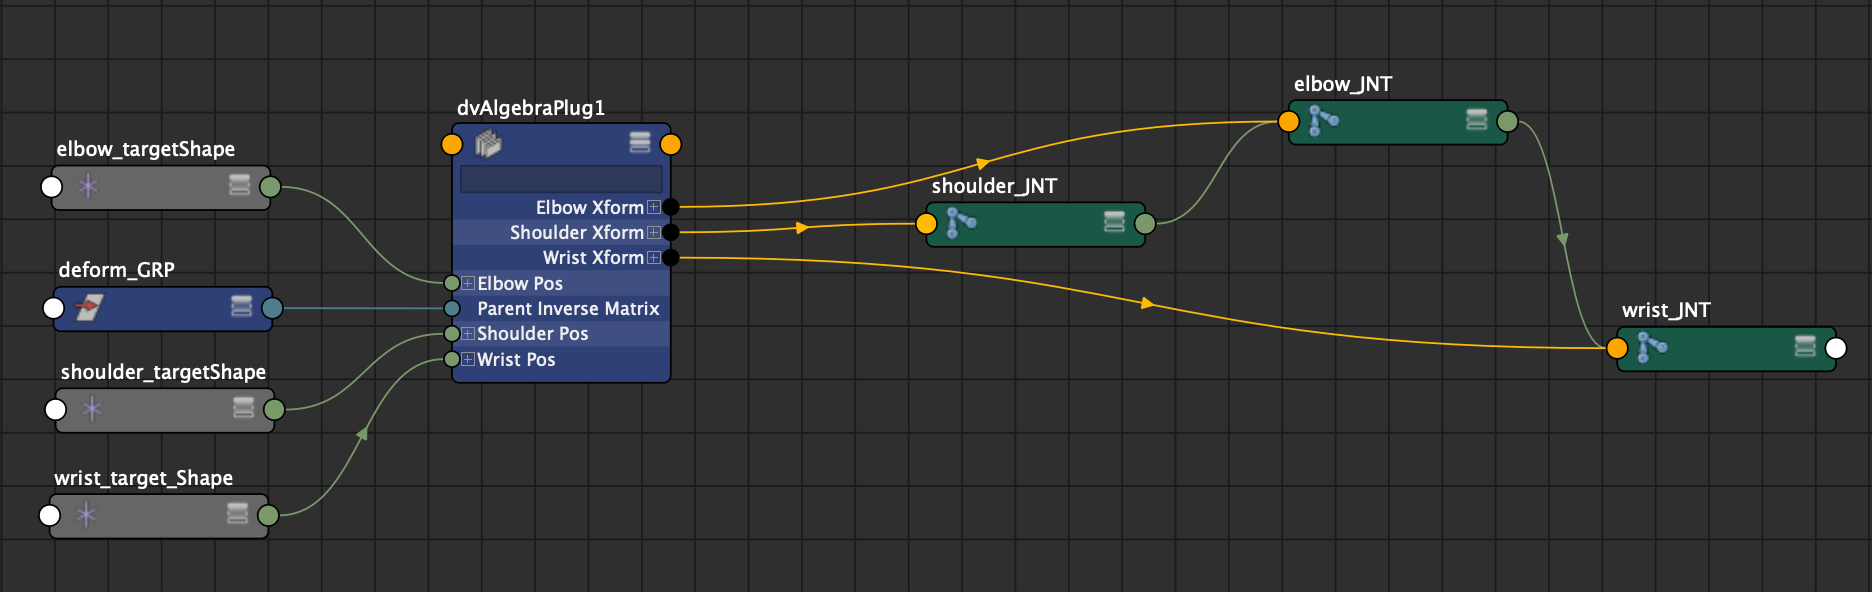 elbow_targetShape
deform_GRP
shoulder_targetShape
wrist_target_Shape
dvAlgebraPlug1
Elbow Xform
Shoulder Xform
Wrist Xform
Elbow Pos
Parent Inverse Matrix
Shoulder Pos
Wrist Pos
shoulder_JNT
elbow_JNT
wrist_JNT